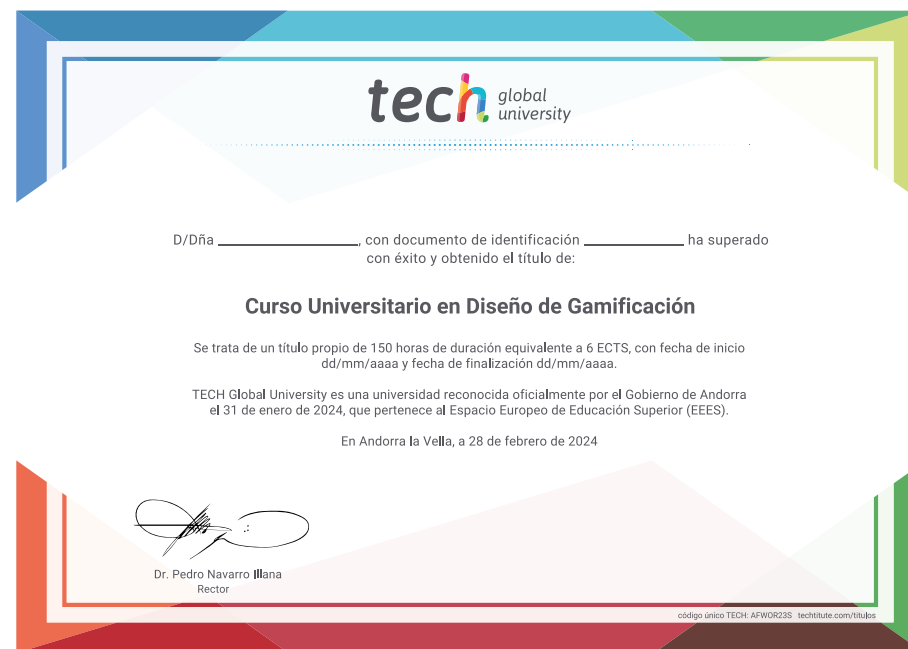 tech global university
D/Dña ____________________, con documento de identificación ______________ ha superado
con éxito y obtenido el título de:
Curso Universitario en Diseño de Gamificación
Se trata de un título propio de 150 horas de duración equivalente a 6 ECTS, con fecha de inicio
dd/mm/aaaa y fecha de finalización dd/mm/aaaa.
TECH Global University es una universidad reconocida oficialmente por el Gobierno de Andorra
el 31 de enero de 2024, que pertenece al Espacio Europeo de Educación Superior (EEES).
En Andorra la Vella, a 28 de febrero de 2024
Dr. Pedro Navarro Illana
Rector
código único TECH: AFWOR23S techtitute.com/titulos